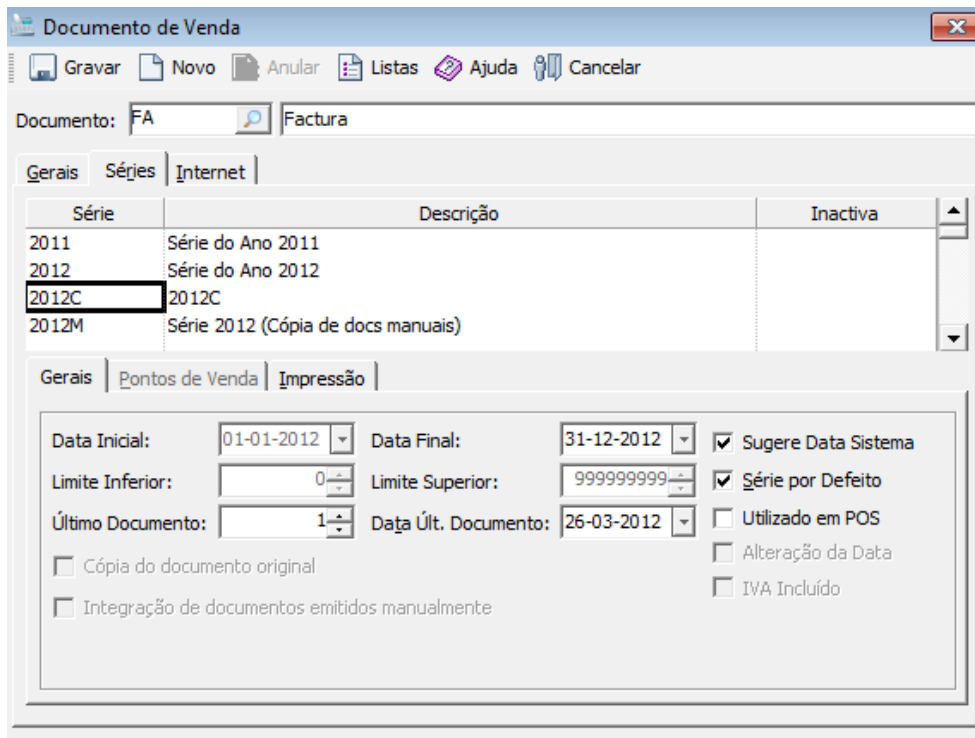 Documento de Venda
Gravar Novo Anular Listas Ajuda Cancelar
Documento: FA Factura
Gerais Séries Internet
Série Descrição Inactiva
2011 Série do Ano 2011
2012 Série do Ano 2012
2012C 2012C
2012M Série 2012 (Cópia de docs manuais)
Gerais Pontos de Venda Impressão
Data Inicial: 01-01-2012 Data Final: 31-12-2012 Sugere Data Sistema
Limite Inferior: 0 Limite Superior: 999999999 Série por Defeito
Último Documento: 1 Data Últ. Documento: 26-03-2012 Utilizado em POS
Cópia do documento original Alteração da Data
Integração de documentos emitidos manualmente IVA Incluído